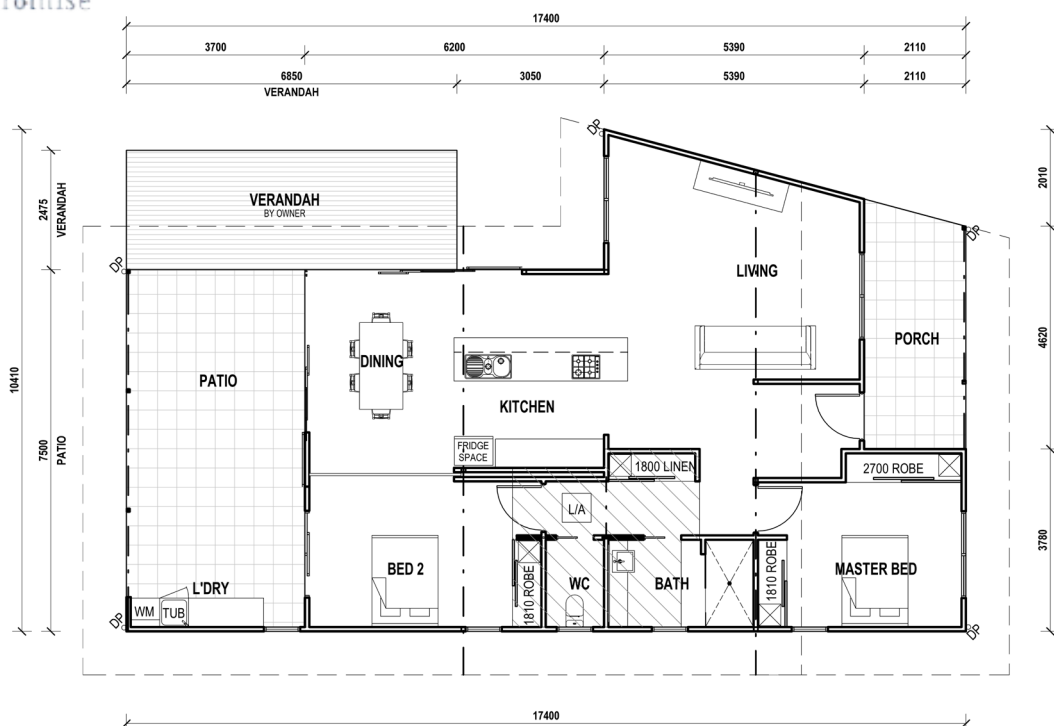 17400
3700 6200 5390 2110
6850 3050 5390 2110
VERANDAH
DP
2475
VERANDAH
VERANDAH
BY OWNER
2010
DP
DP
LIVING
10410
PORCH
4620
DINING
PATIO
KITCHEN
7500
PATIO
FRIDGE
SPACE
1800 LINEN
2700 ROBE
L/A
3780
BED 2
WC
BATH
MASTER BED
1810 ROBE
1810 ROBE
L'DRY
WM
TUB
DP
DP
17400